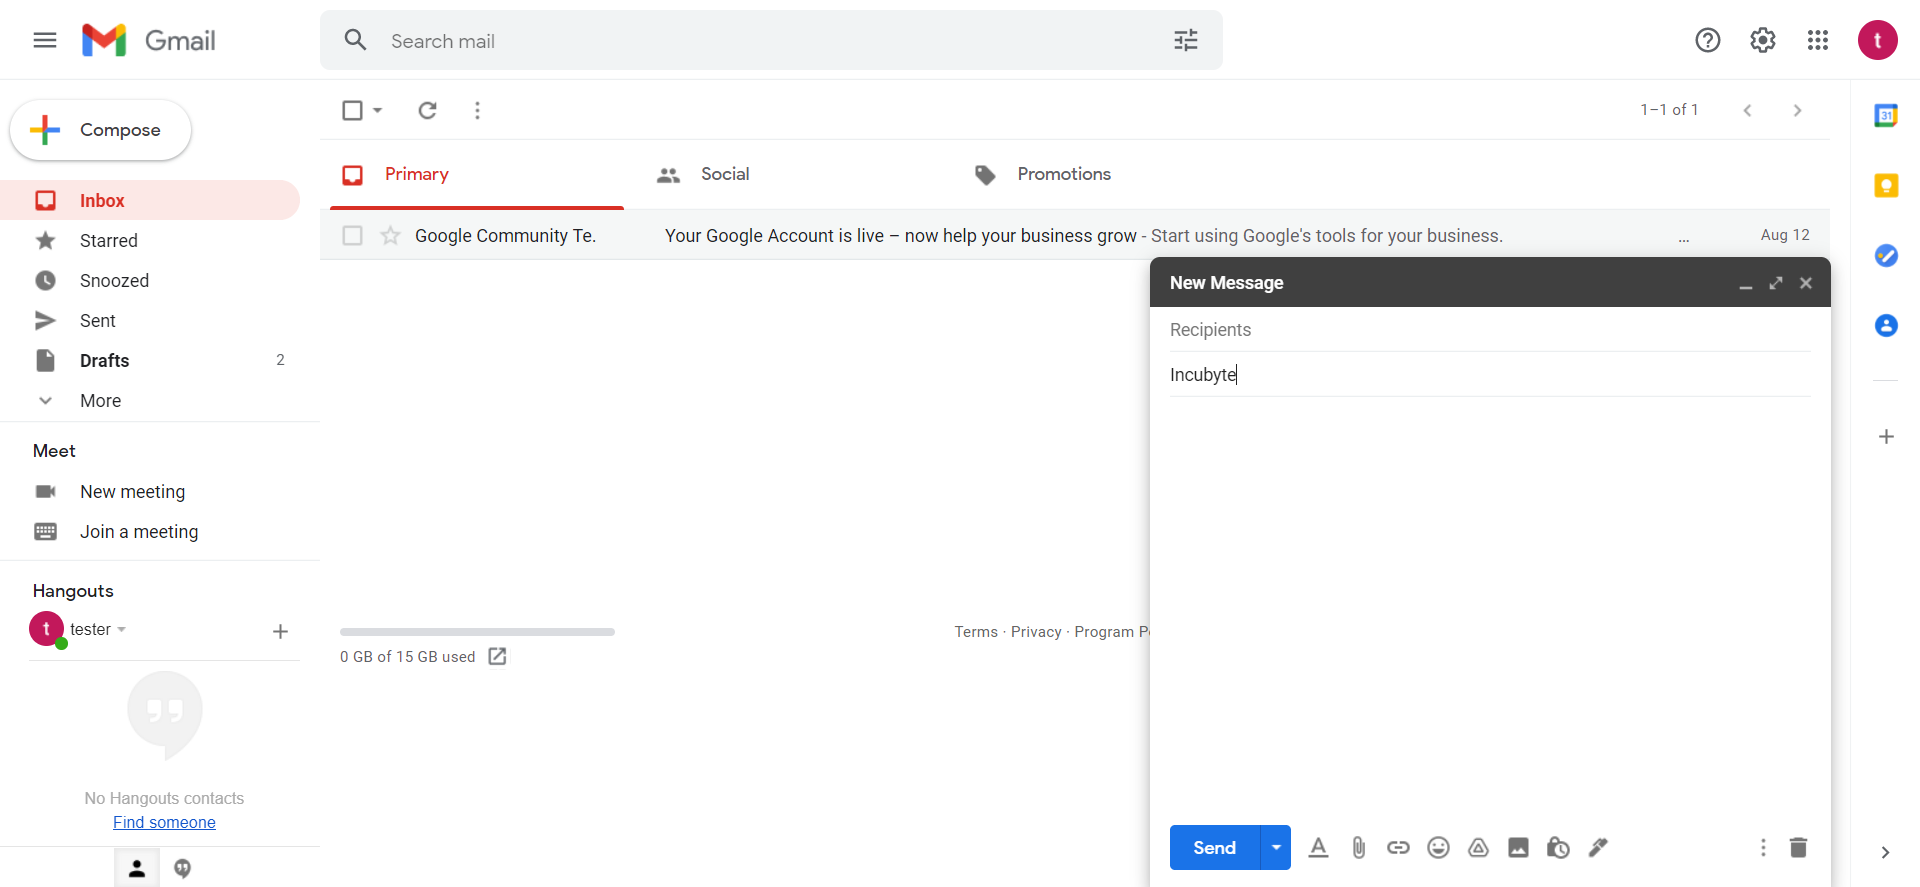 Gmail
Search mail
t
Compose
1–1 of 1
31
Primary
Social
Promotions
Inbox
Starred
Snoozed
Sent
Drafts 2
More
Google Community Te. Your Google Account is live – now help your business grow - Start using Google's tools for your business. ... Aug 12
New Message
Recipients
Incubyte
Meet
New meeting
Join a meeting
Hangouts
t tester
Terms · Privacy · Program
0 GB of 15 GB used
No Hangouts contacts
Find someone
Send